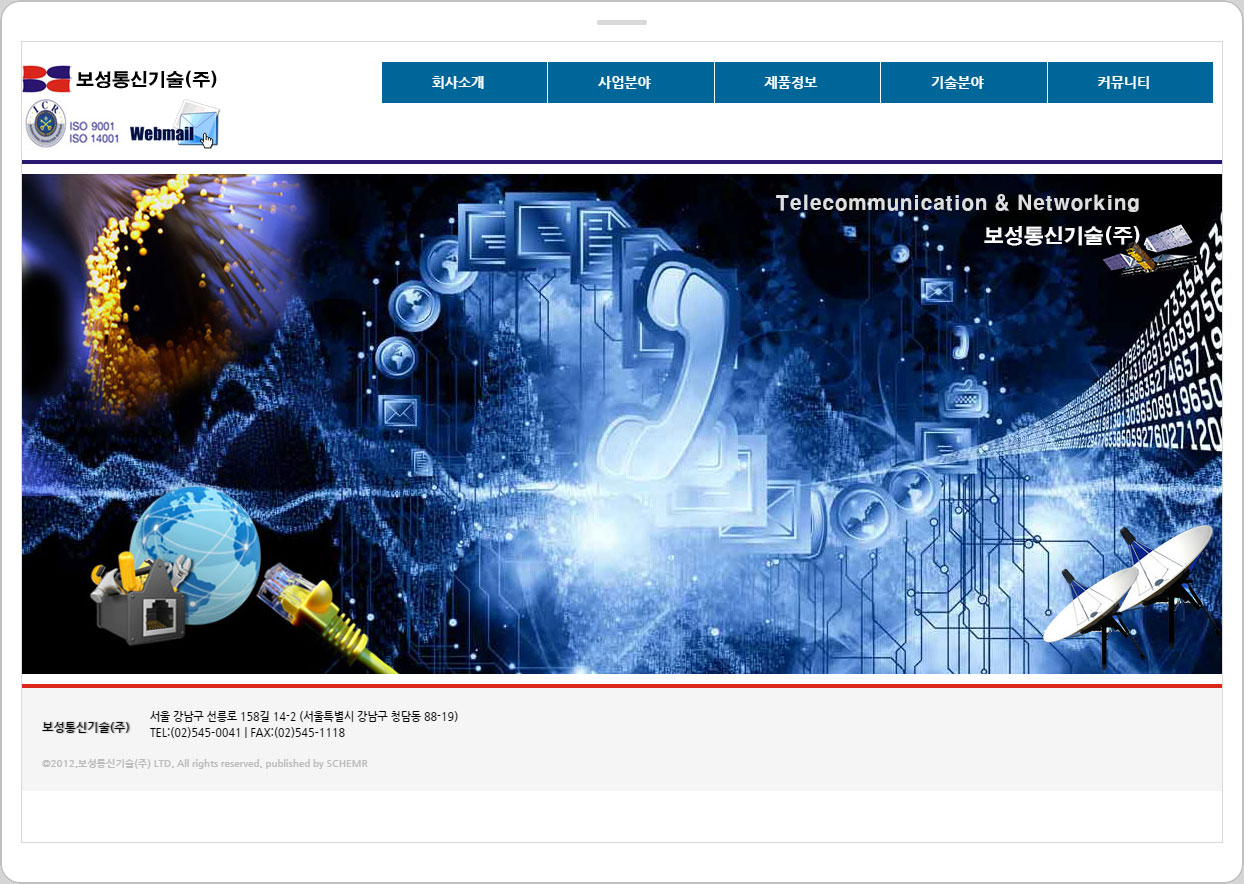 보성통신기술(주)
회사소개
사업분야
제품정보
기술분야
커뮤니티
ICR
ISO 9001
ISO 14001
Webmail
Telecommunication & Networking
보성통신기술(주)
보성통신기술(주)
서울 강남구 선릉로 158길 14-2 (서울특별시 강남구 청담동 88-19)
TEL:(02)545-0041 | FAX:(02)545-1118
©2012.보성통신기술(주) LTD. All rights reserved. published by SCHEMR